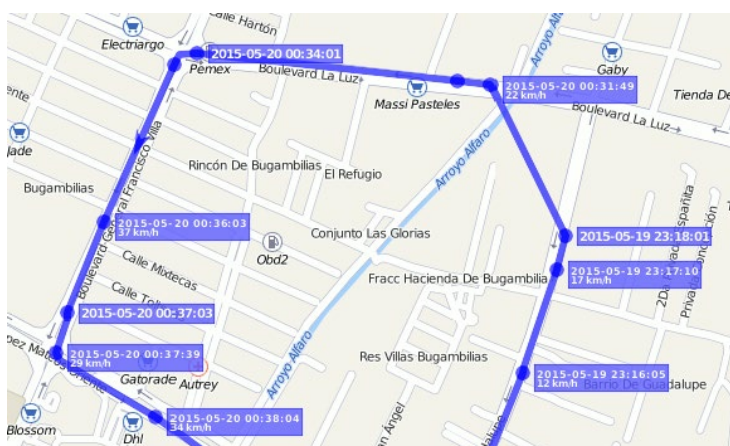 Calle Hartón
Electriargo
2015-05-20 00:34:01
Pemex
Boulevard La Luz
Massi Pasteles
Arroyo Alfaro
Gaby
2015-05-20 00:31:49
22 km/h
Tienda De
Boulevard La Luz
Jade
Boulevard General Francisco Villa
Rincón De Bugambilias
El Refugio
Arroyo Alfaro
Bugambilias
2015-05-20 00:36:03
37 km/h
Conjunto Las Glorias
2015-05-19 23:18:01
Obd2
Calle Mixtecas
Fracc Hacienda De Bugambilia
2015-05-19 23:17:10
17 km/h
2Da
Privada
2015-05-20 00:37:03
Arroyo Alfaro
2015-05-20 00:37:39
29 km/h
Res Villas Bugambilias
2015-05-19 23:16:05
12 km/h
Barrio De Guadalupe
Gatorade
Autrey
2015-05-20 00:38:04
34 km/h
Blossom
Dhl
an Ángel